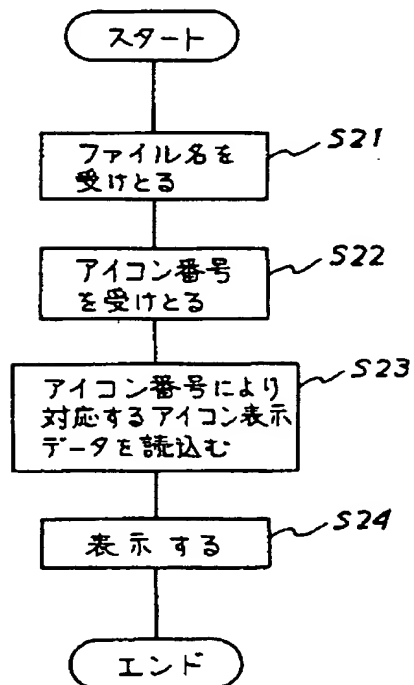 スタート
ファイル名を
受けとる
S21
アイコン番号
を受けとる
S22
アイコン番号により
対応するアイコン表示
データを読込む
S23
表示する
S24
エンド